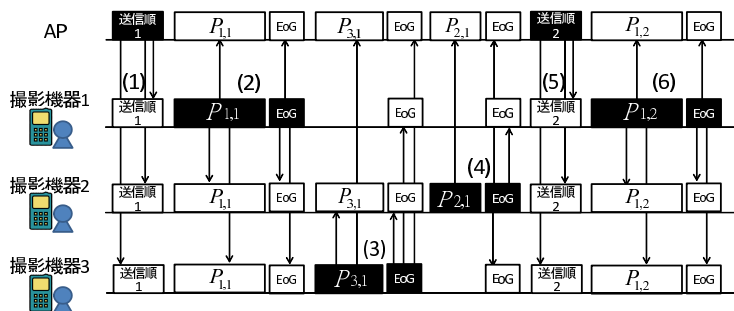 AP
送信順
1
P1,1
EoG
P3,1
EoG
P2,1
EoG
送信順
2
P1,2
EoG
(1)
(2)
(5)
(6)
撮影機器1
送信順
1
P1,1
EoG
EoG
EoG
送信順
2
P1,2
EoG
(4)
撮影機器2
送信順
1
P1,1
EoG
P3,1
EoG
P2,1
EoG
送信順
2
P1,2
EoG
(3)
撮影機器3
送信順
1
P1,1
EoG
P3,1
EoG
EoG
送信順
2
P1,2
EoG